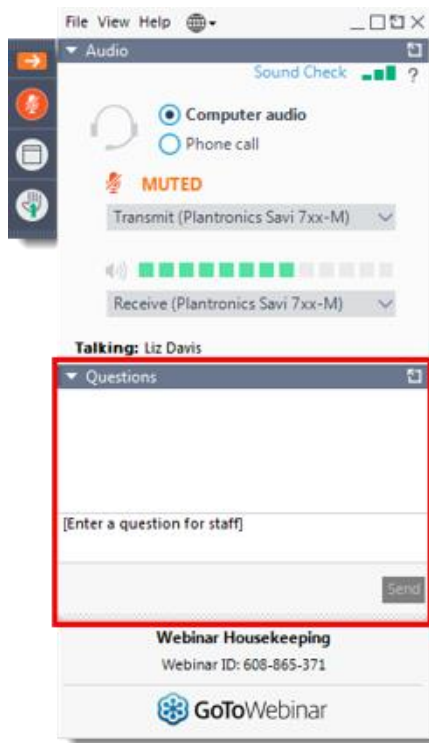 File View Help
Audio
Sound Check ?
Computer audio
Phone call
MUTED
Transmit (Plantronics Savi 7xx-M)
Receive (Plantronics Savi 7xx-M)
Talking: Liz Davis
Questions
[Enter a question for staff]
Send
Webinar Housekeeping
Webinar ID: 608-865-371
GoToWebinar